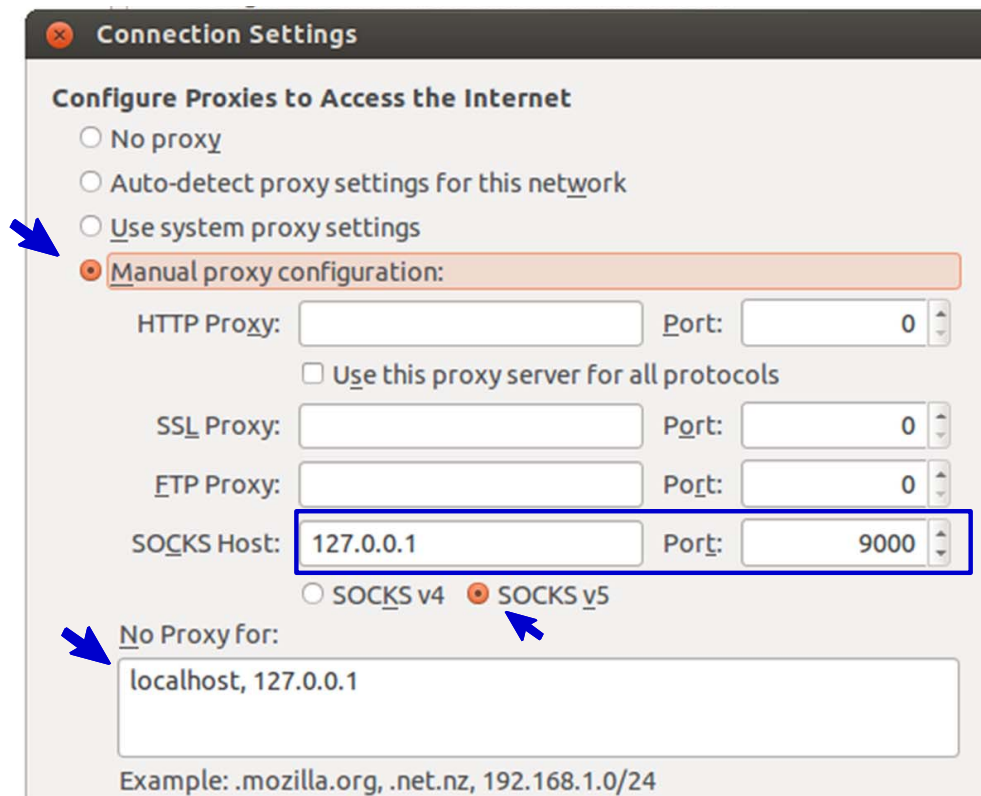 Connection Settings
Configure Proxies to Access the Internet
No proxy
Auto-detect proxy settings for this network
Use system proxy settings
Manual proxy configuration:
HTTP Proxy: Port: 0
Use this proxy server for all protocols
SSL Proxy: Port: 0
FTP Proxy: Port: 0
SOCKS Host: 127.0.0.1 Port: 9000
SOCKS v4 SOCKS v5
No Proxy for:
localhost, 127.0.0.1
Example: .mozilla.org, .net.nz, 192.168.1.0/24